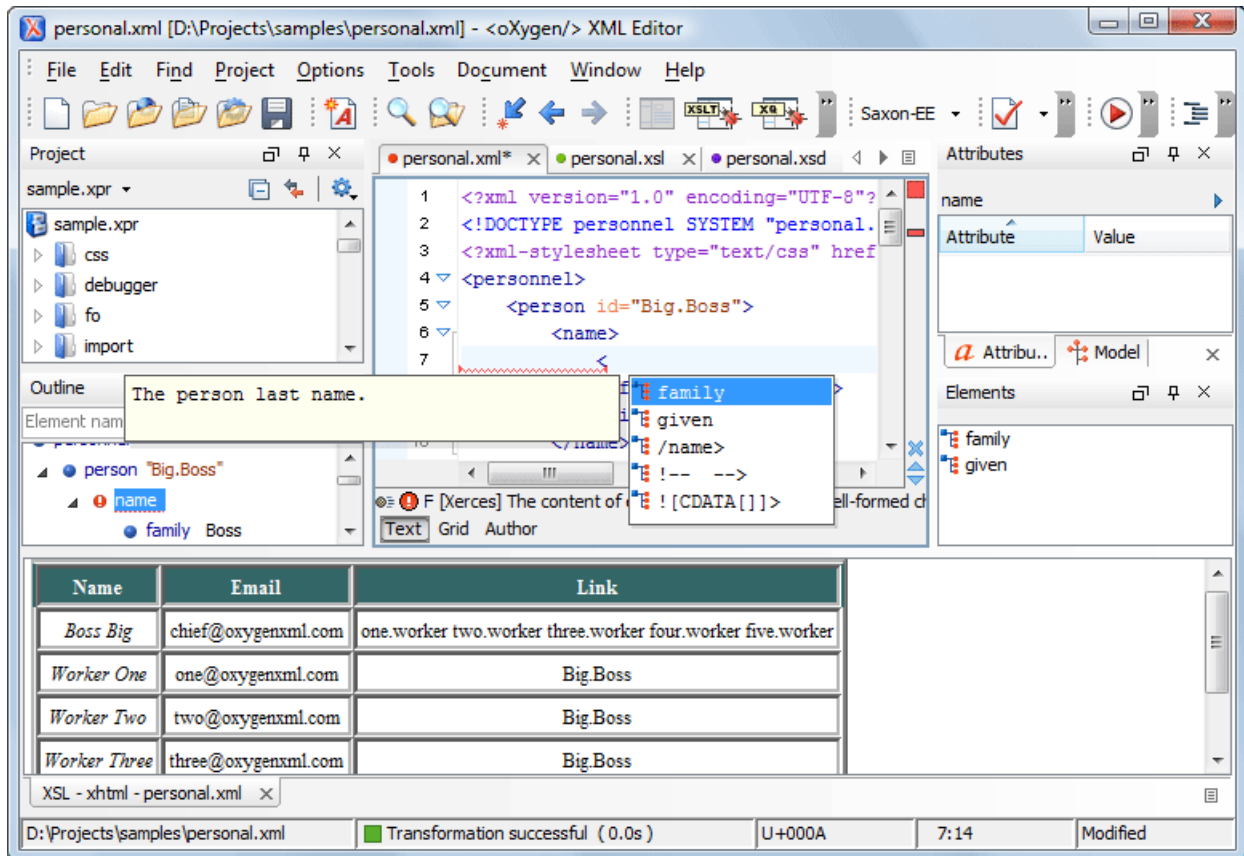 personal.xml [D:\Projects\samples\personal.xml] - <oXygen/> XML Editor
File Edit Find Project Options Tools Document Window Help
XSLT XQ Saxon-EE
Project
sample.xpr
sample.xpr
css
debugger
fo
import
Outline
Element nam
person "Big.Boss"
name
family Boss
The person last name.
personal.xml* personal.xsl personal.xsd
1 <?xml version="1.0" encoding="UTF-8"?
2 <!DOCTYPE personnel SYSTEM "personal.
3 <?xml-stylesheet type="text/css" href
4 <personnel>
5 <person id="Big.Boss">
6 <name>
7 <
10 </name>
family
given
/name>
!-- -->
![CDATA[]]>
F [Xerces] The content of ell-formed ch
Text Grid Author
Attributes
name
Attribute Value
Attribu.. Model
Elements
family
given
Name Email Link
Boss Big chief@oxygenxml.com one.worker two.worker three.worker four.worker five.worker
Worker One one@oxygenxml.com Big.Boss
Worker Two two@oxygenxml.com Big.Boss
Worker Three three@oxygenxml.com Big.Boss
XSL - xhtml - personal.xml
D:\Projects\samples\personal.xml Transformation successful (0.0s) U+000A 7:14 Modified